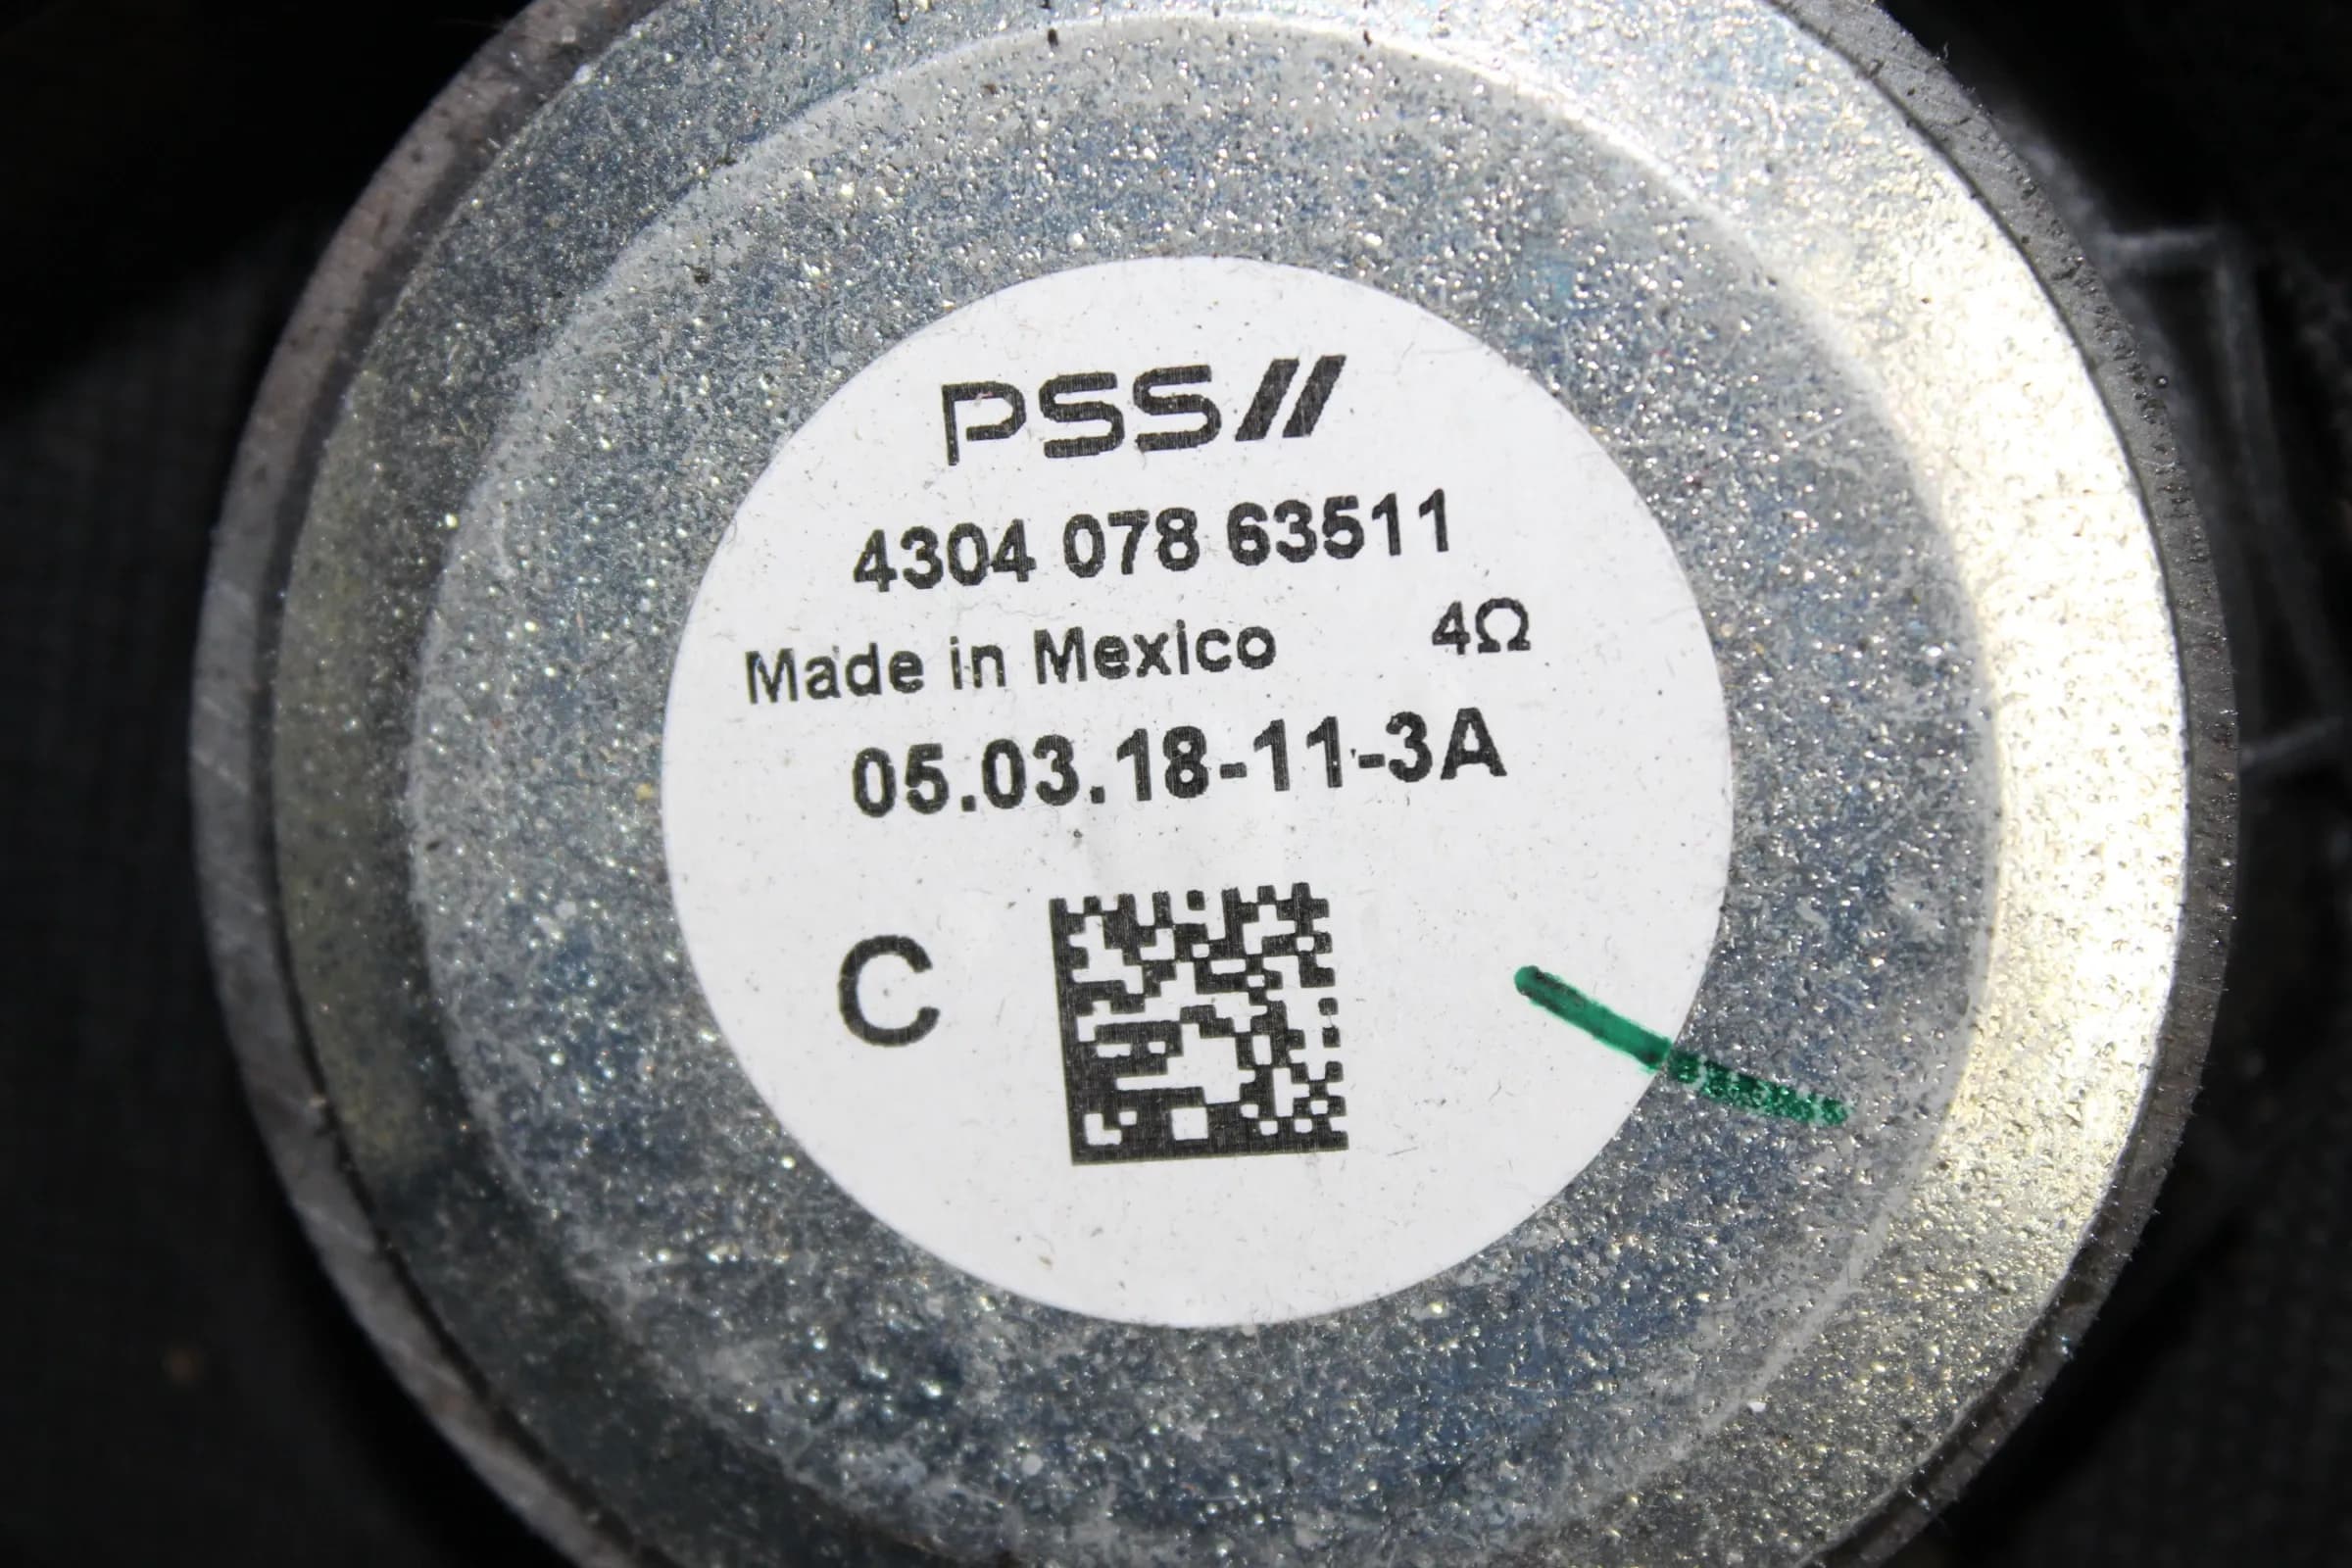 PSS//
4304 078 63511
Made in Mexico 4Ω
05.03.18-11-3A
C